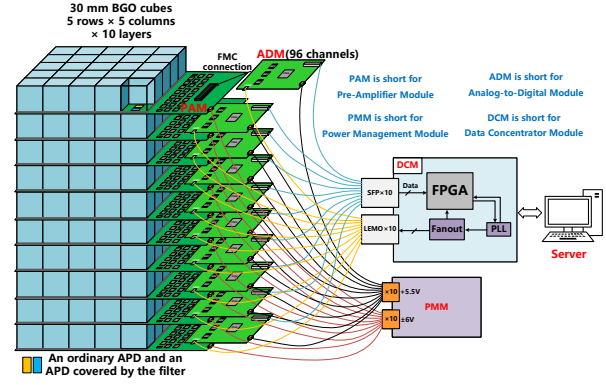 30 mm BGO cubes
5 rows × 5 columns
× 10 layers
FMC
connection
ADM(96 channels)
PAM
PAM is short for
Pre-Amplifier Module
ADM is short for
Analog-to-Digital Module
PMM is short for
Power Management Module
DCM is short for
Data Concentrator Module
DCM
SFP×10
Data
FPGA
LEMO×10
Fanout
PLL
Server
×10
+5.5V
×10
±6V
PMM
An ordinary APD and an
APD covered by the filter